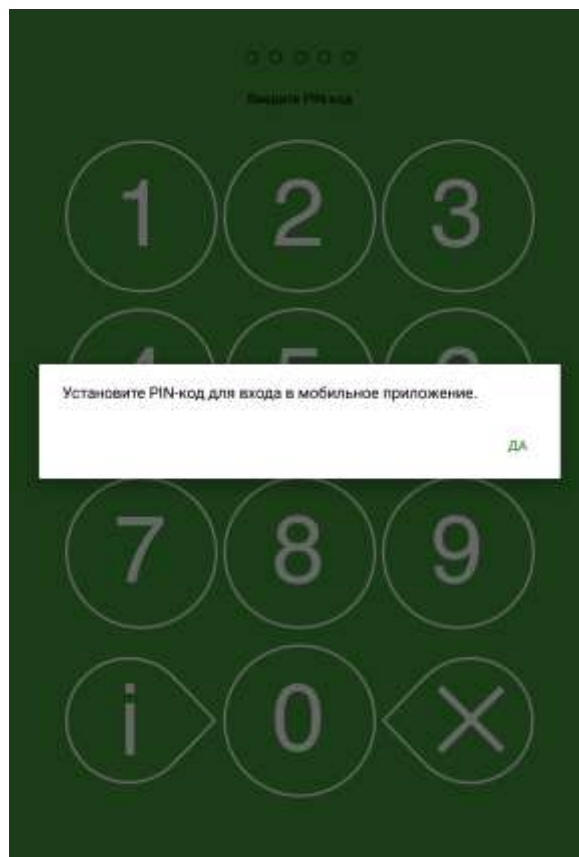 Введите PIN-код
1 2 3
Установите PIN-код для входа в мобильное приложение.
ДА
7 8 9
i 0